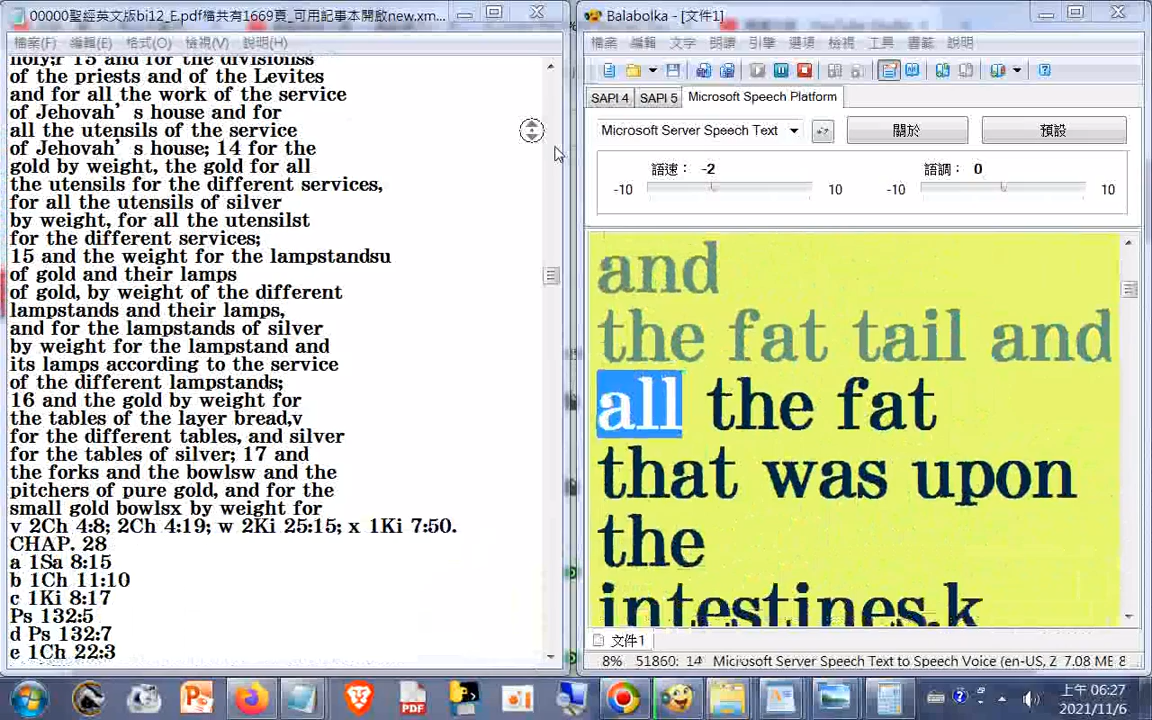 00000聖經英文版bi12_E.pdf檔共有1669頁_可用記事本開啟new.xm...
檔案(F) 編輯(E) 格式(O) 檢視(V) 說明(H)
holy;r 15 and for the divisionss
of the priests and of the Levites
and for all the work of the service
of Jehovah’s house and for
all the utensils of the service
of Jehovah’s house; 14 for the
gold by weight, the gold for all
the utensils for the different services,
for all the utensils of silver
by weight, for all the utensilst
for the different services;
15 and the weight for the lampstandsu
of gold and their lamps
of gold, by weight of the different
lampstands and their lamps,
and for the lampstands of silver
by weight for the lampstand and
its lamps according to the service
of the different lampstands;
16 and the gold by weight for
the tables of the layer bread,v
for the different tables, and silver
for the tables of silver; 17 and
the forks and the bowlsw and the
pitchers of pure gold, and for the
small gold bowlsx by weight for
v 2Ch 4:8; 2Ch 4:19; w 2Ki 25:15; x 1Ki 7:50.
CHAP. 28
a 1Sa 8:15
b 1Ch 11:10
c 1Ki 8:17
Ps 132:5
d Ps 132:7
e 1Ch 22:3
Balabolka - [文件1]
檔案 編輯 文字 朗讀 引擎 選項 檢視 工具 書籤 說明
SAPI 4 SAPI 5 Microsoft Speech Platform
Microsoft Server Speech Text 關於 預設
語速： -2 語調： 0
-10 10 -10 10
and
the fat tail and
all the fat
that was upon
the
intestines,k
文件1
8% 51860: 14 Microsoft Server Speech Text to Speech Voice (en-US, Z 7.08 MB 8
上午 06:27
2021/11/6